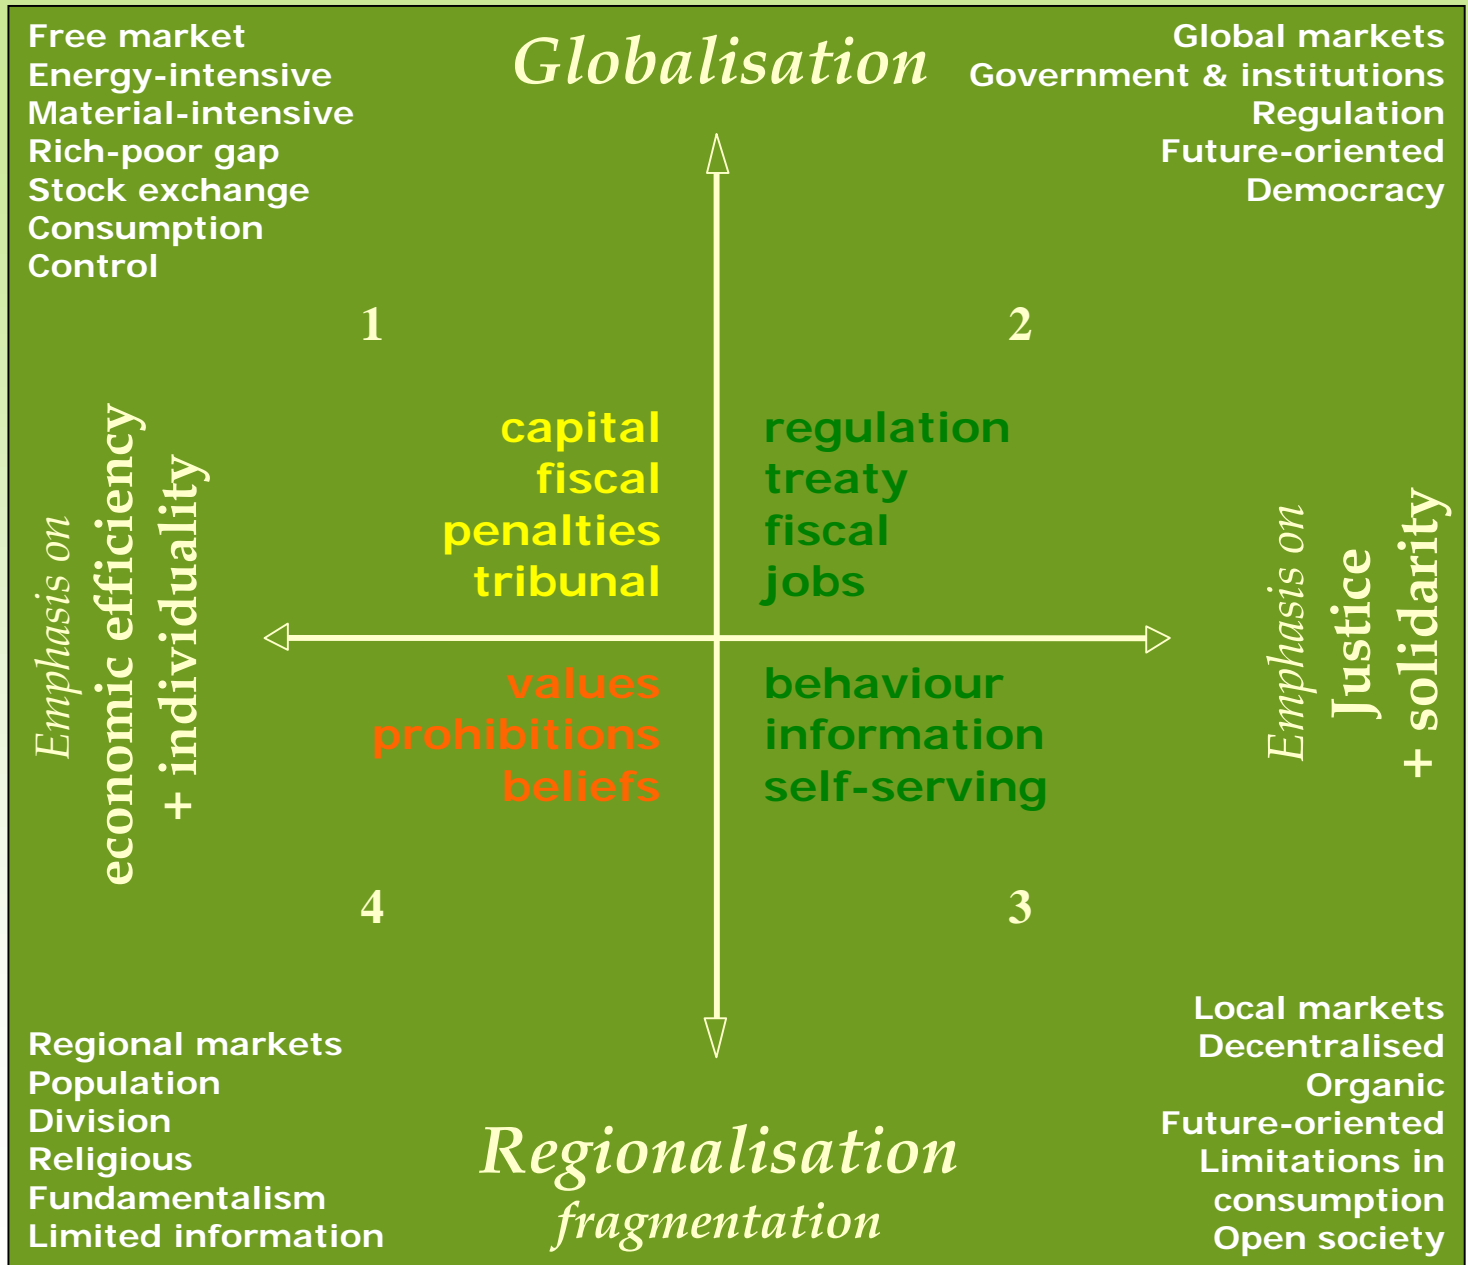 Free market
Energy-intensive
Material-intensive
Rich-poor gap
Stock exchange
Consumption
Control
Globalisation
Global markets
Government & institutions
Regulation
Future-oriented
Democracy
1
2
capital
fiscal
penalties
tribunal
regulation
treaty
fiscal
jobs
Emphasis on
economic efficiency
+ individuality
Emphasis on
Justice
+ solidarity
values
prohibitions
beliefs
behaviour
information
self-serving
4
3
Regional markets
Population
Division
Religious
Fundamentalism
Limited information
Regionalisation
fragmentation
Local markets
Decentralised
Organic
Future-oriented
Limitations in
consumption
Open society